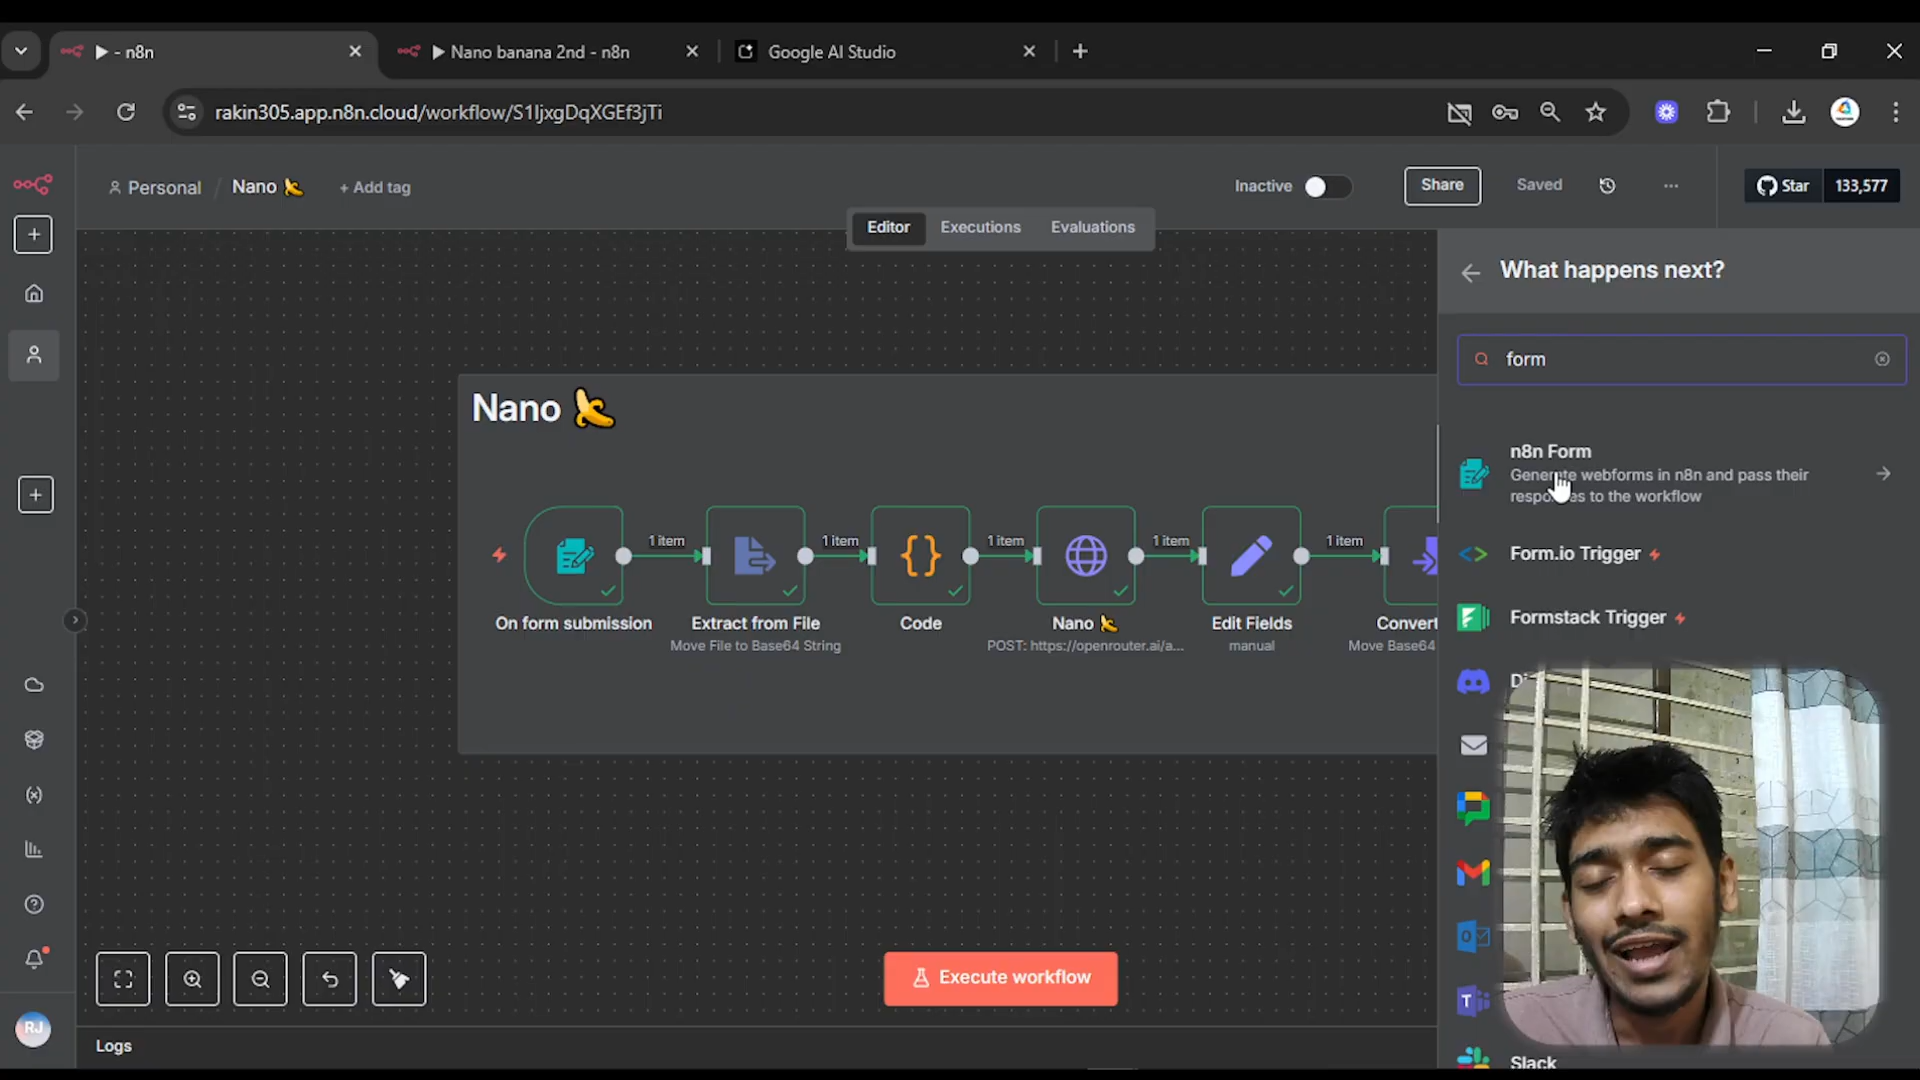 - n8n
Nano banana 2nd - n8n
Google AI Studio
rakin305.app.n8n.cloud/workflow/S1IjxgDqXGEf3jTi
Personal / Nano
+ Add tag
Inactive
Share
Saved
Star
133,577
Editor
Executions
Evaluations
What happens next?
form
n8n Form
Generate webforms in n8n and pass their
responses to the workflow
Form.io Trigger
Formstack Trigger
Slack
Nano
1 item
1 item
1 item
1 item
1 item
On form submission
Extract from File
Move File to Base64 String
Code
Nano
POST: https://openrouter.ai/a...
Edit Fields
manual
Convert
Move Base64
Execute workflow
RJ
Logs